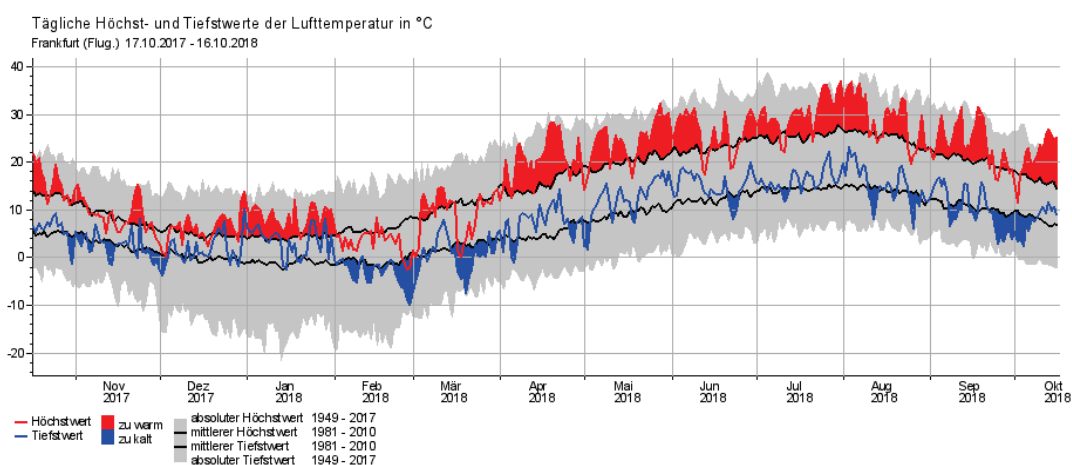 Tägliche Höchst- und Tiefstwerte der Lufttemperatur in °C
Frankfurt (Flug.) 17.10.2017 - 16.10.2018
40
30
20
10
0
-10
-20
Nov Dez Jan Feb Mär Apr Mai Jun Jul Aug Sep Okt
2017 2017 2018 2018 2018 2018 2018 2018 2018 2018 2018 2018
Höchstwert zu warm absoluter Höchstwert 1949 - 2017
Tiefstwert zu kalt mittlerer Höchstwert 1981 - 2010
mittlerer Tiefstwert 1981 - 2010
absoluter Tiefstwert 1949 - 2017